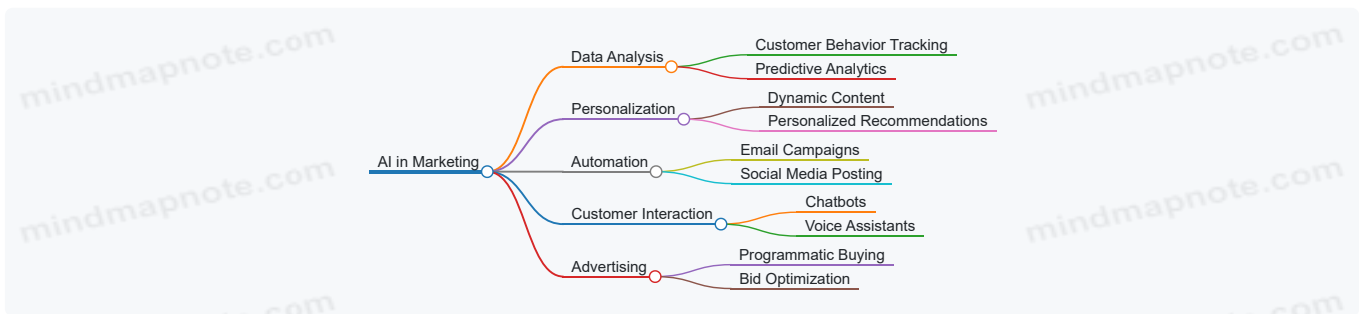 mindmapnote.com
mindmapnote.com
AI in Marketing
Data Analysis
Customer Behavior Tracking
Predictive Analytics
Personalization
Dynamic Content
Personalized Recommendations
Automation
Email Campaigns
Social Media Posting
Customer Interaction
Chatbots
Voice Assistants
Advertising
Programmatic Buying
Bid Optimization
mindmapnote.com
mindmapnote.com